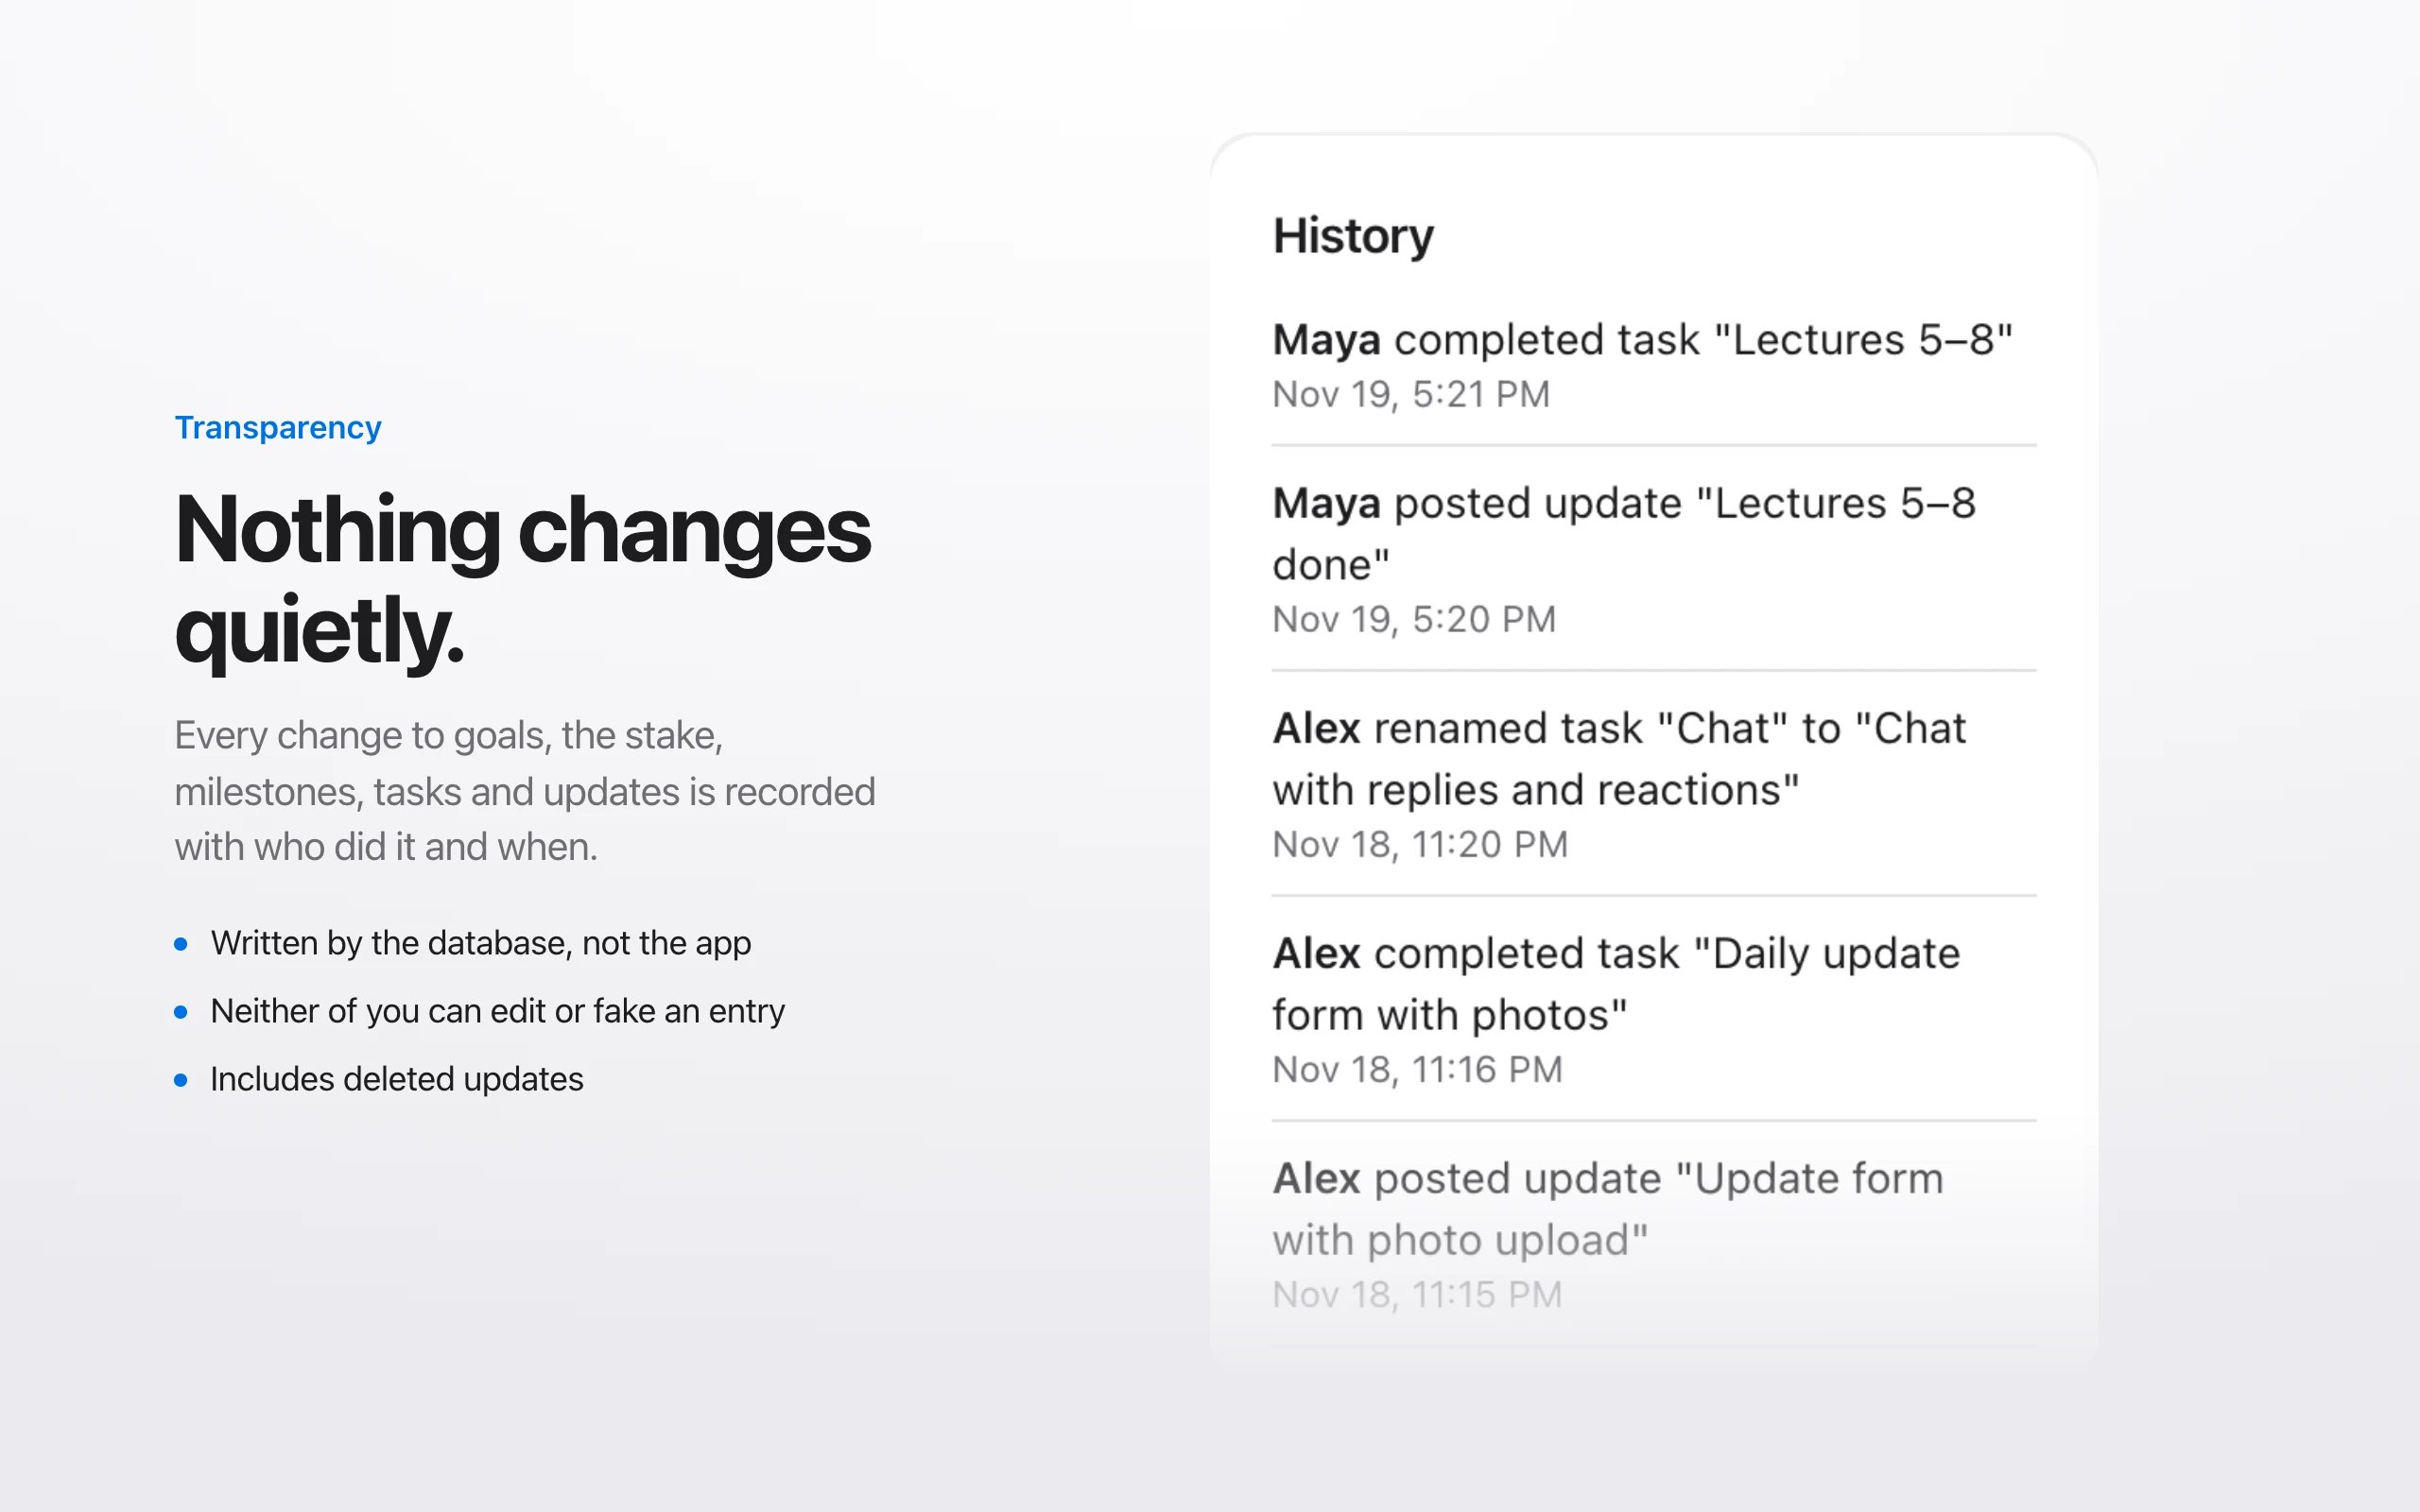 Transparency
Nothing changes
quietly.
Every change to goals, the stake,
milestones, tasks and updates is recorded
with who did it and when.
Written by the database, not the app
Neither of you can edit or fake an entry
Includes deleted updates
History
Maya completed task "Lectures 5–8"
Nov 19, 5:21 PM
Maya posted update "Lectures 5–8
done"
Nov 19, 5:20 PM
Alex renamed task "Chat" to "Chat
with replies and reactions"
Nov 18, 11:20 PM
Alex completed task "Daily update
form with photos"
Nov 18, 11:16 PM
Alex posted update "Update form
with photo upload"
Nov 18, 11:15 PM